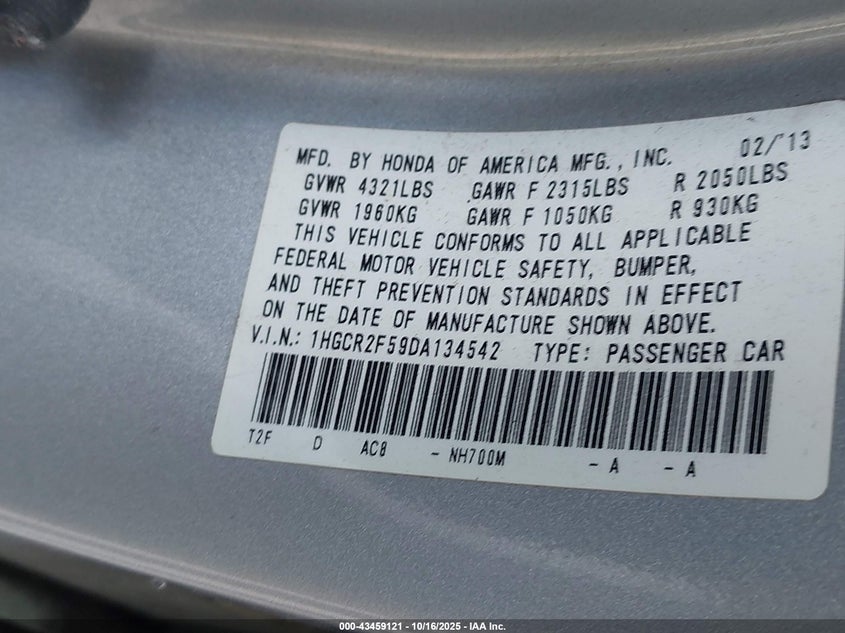 MFD. BY HONDA OF AMERICA MFG., INC. 02/'13
GVWR 4321LBS GAWR F 2315LBS R 2050LBS
GVWR 1960KG GAWR F 1050KG R 930KG
THIS VEHICLE CONFORMS TO ALL APPLICABLE
FEDERAL MOTOR VEHICLE SAFETY, BUMPER,
AND THEFT PREVENTION STANDARDS IN EFFECT
ON THE DATE OF MANUFACTURE SHOWN ABOVE.
V.I.N.: 1HGCR2F59DA134542 TYPE: PASSENGER CAR
T2F D AC8 - NH700M - A - A
000-43459121 - 10/16/2025 - IAA Inc.